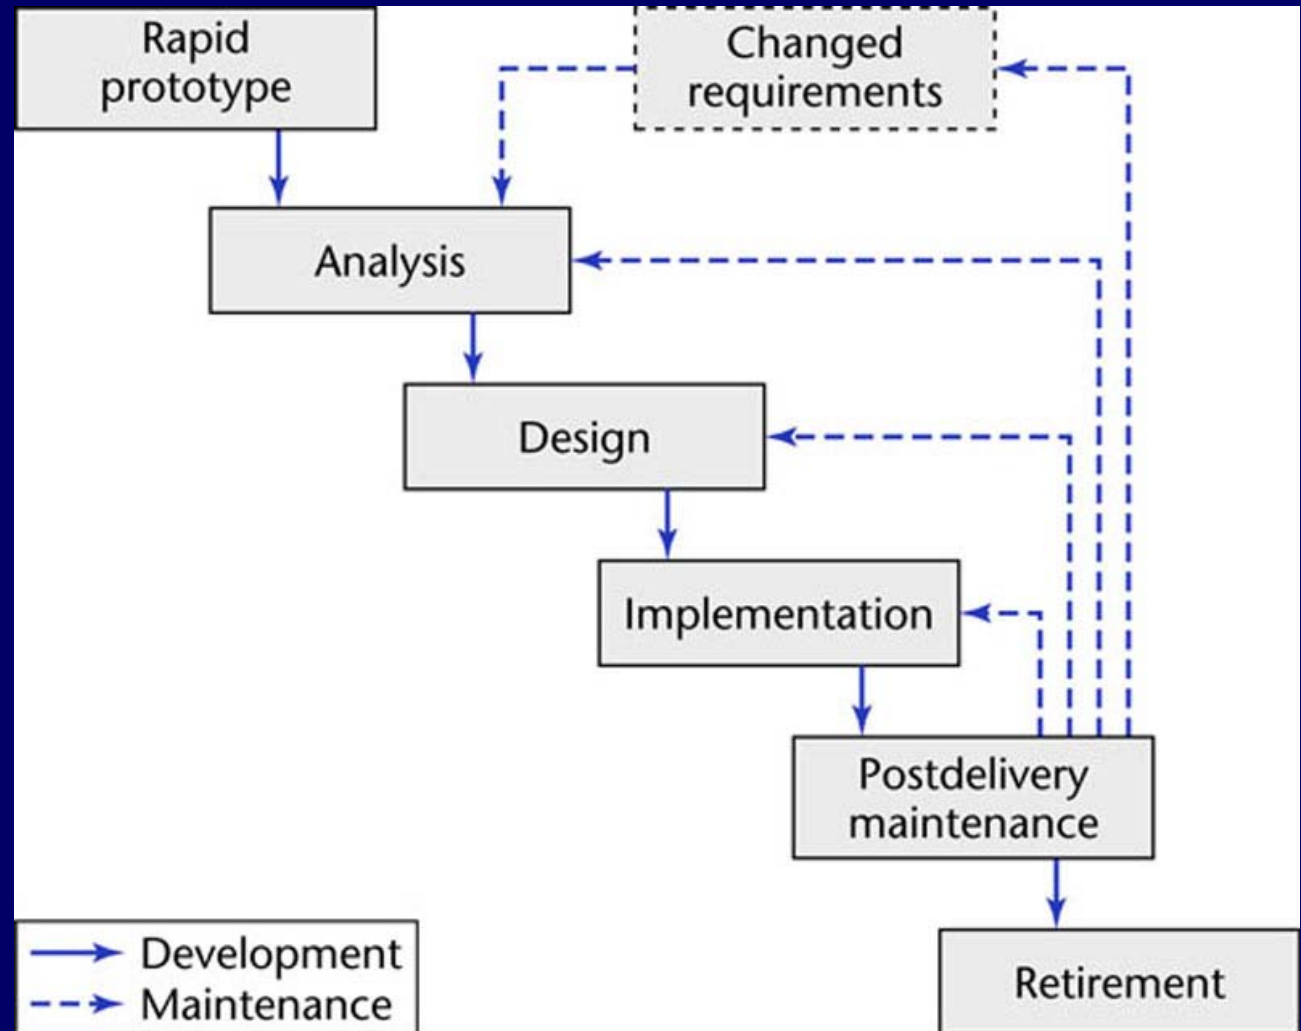 Rapid
prototype
Changed
requirements
Analysis
Design
Implementation
Postdelivery
maintenance
Retirement
Development
Maintenance